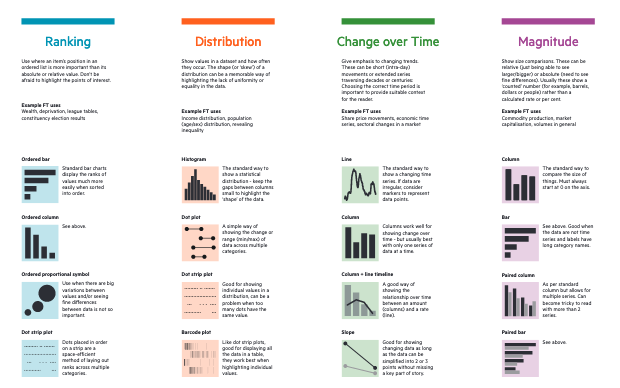 Ranking
Use where an item's position in an
ordered list is more important than its
absolute or relative value. Don't be
afraid to highlight the points of interest.
Example FT uses
Wealth, deprivation, league tables,
constituency election results
Ordered bar
Standard bar charts
display the ranks of
values much more
easily when sorted
into order.
Ordered column
See above.
Ordered proportional symbol
Use when there are big
variations between
values and/or seeing
fine differences
between data is not so
important.
Dot strip plot
Dots placed in order
on a strip are a
space-efficient
method of laying out
ranks across multiple
categories.
Distribution
Show values in a dataset and how often
they occur. The shape (or 'skew') of a
distribution can be a memorable way of
highlighting the lack of uniformity or
equality in the data.
Example FT uses
Income distribution, population
(age/sex) distribution, revealing
inequality
Histogram
The standard way to
show a statistical
distribution - keep the
gaps between columns
small to highlight the
'shape' of the data.
Dot plot
A simple way of
showing the change or
range (min/max) of
data across multiple
categories.
Dot strip plot
Good for showing
individual values in a
distribution, can be a
problem when too
many dots have the
same value.
Barcode plot
Like dot strip plots,
good for displaying all
the data in a table,
they work best when
highlighting individual
values.
Change over Time
Give emphasis to changing trends.
These can be short (intra-day)
movements or extended series
traversing decades or centuries:
Choosing the correct time period is
important to provide suitable context
for the reader.
Example FT uses
Share price movements, economic time
series, sectoral changes in a market
Line
The standard way to
show a changing time
series. If data are
irregular, consider
markers to represent
data points.
Column
Columns work well for
showing change over
time - but usually best
with only one series of
data at a time.
Column + line timeline
A good way of
showing the
relationship over time
between an amount
(columns) and a rate
(line).
Slope
Good for showing
changing data as long
as the data can be
simplified into 2 or 3
points without missing
a key part of story.
Magnitude
Show size comparisons. These can be
relative (just being able to see
larger/bigger) or absolute (need to see
fine differences). Usually these show a
'counted' number (for example, barrels,
dollars or people) rather than a
calculated rate or per cent
Example FT uses
Commodity production, market
capitalisation, volumes in general
Column
The standard way to
compare the size of
things. Must always
start at 0 on the axis.
Bar
See above. Good when
the data are not time
series and labels have
long category names.
Paired column
As per standard
column but allows for
multiple series. Can
become tricky to read
with more than 2
series.
Paired bar
See above.